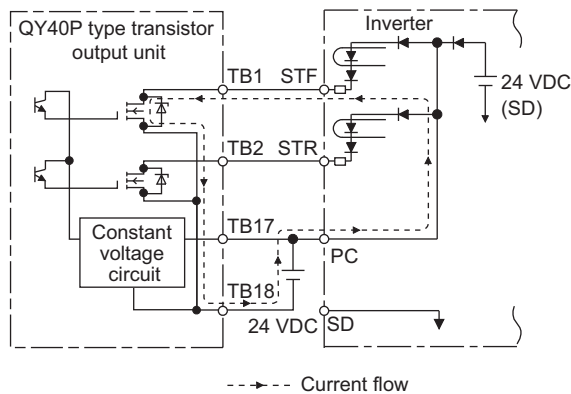 QY40P type transistor
output unit
Inverter
TB1 STF
24 VDC
(SD)
TB2 STR
TB17
Constant
voltage
circuit
PC
TB18
24 VDC SD
Current flow